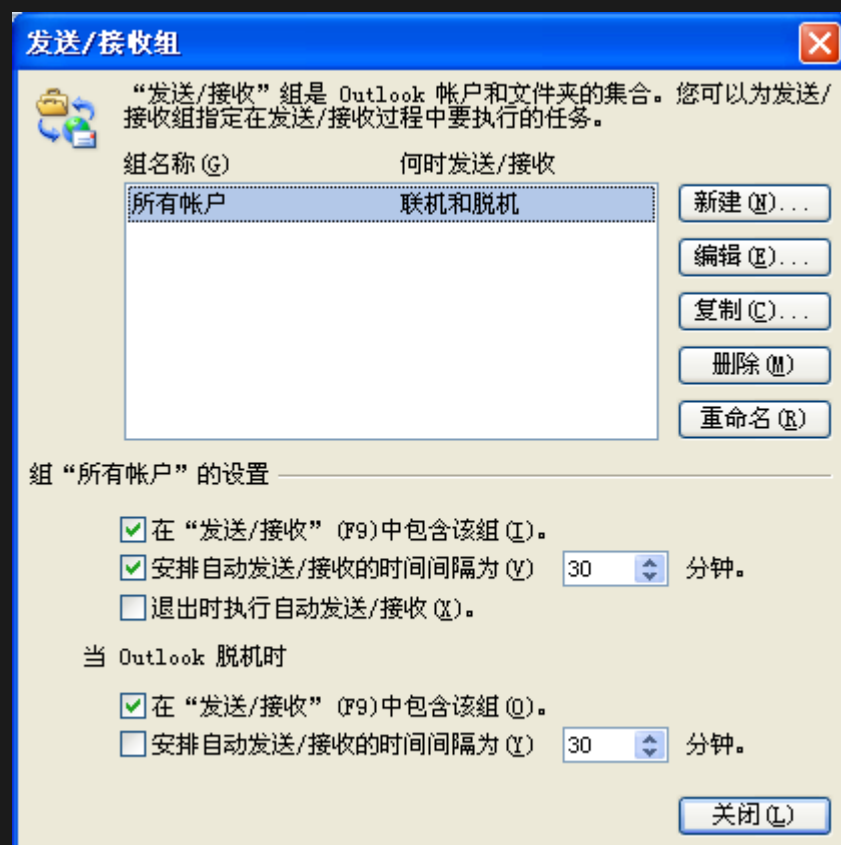 发送/接收组
“发送/接收”组是 Outlook 帐户和文件夹的集合。您可以为发送/
接收组指定在发送/接收过程中要执行的任务。
组名称(G) 何时发送/接收
所有帐户 联机和脱机
新建(N)...
编辑(E)...
复制(C)...
删除(M)
重命名(R)
组“所有帐户”的设置
在“发送/接收”(F9)中包含该组(I)。
安排自动发送/接收的时间间隔为(V) 30 分钟。
退出时执行自动发送/接收(X)。
当 Outlook 脱机时
在“发送/接收”(F9)中包含该组(O)。
安排自动发送/接收的时间间隔为(Y) 30 分钟。
关闭(L)